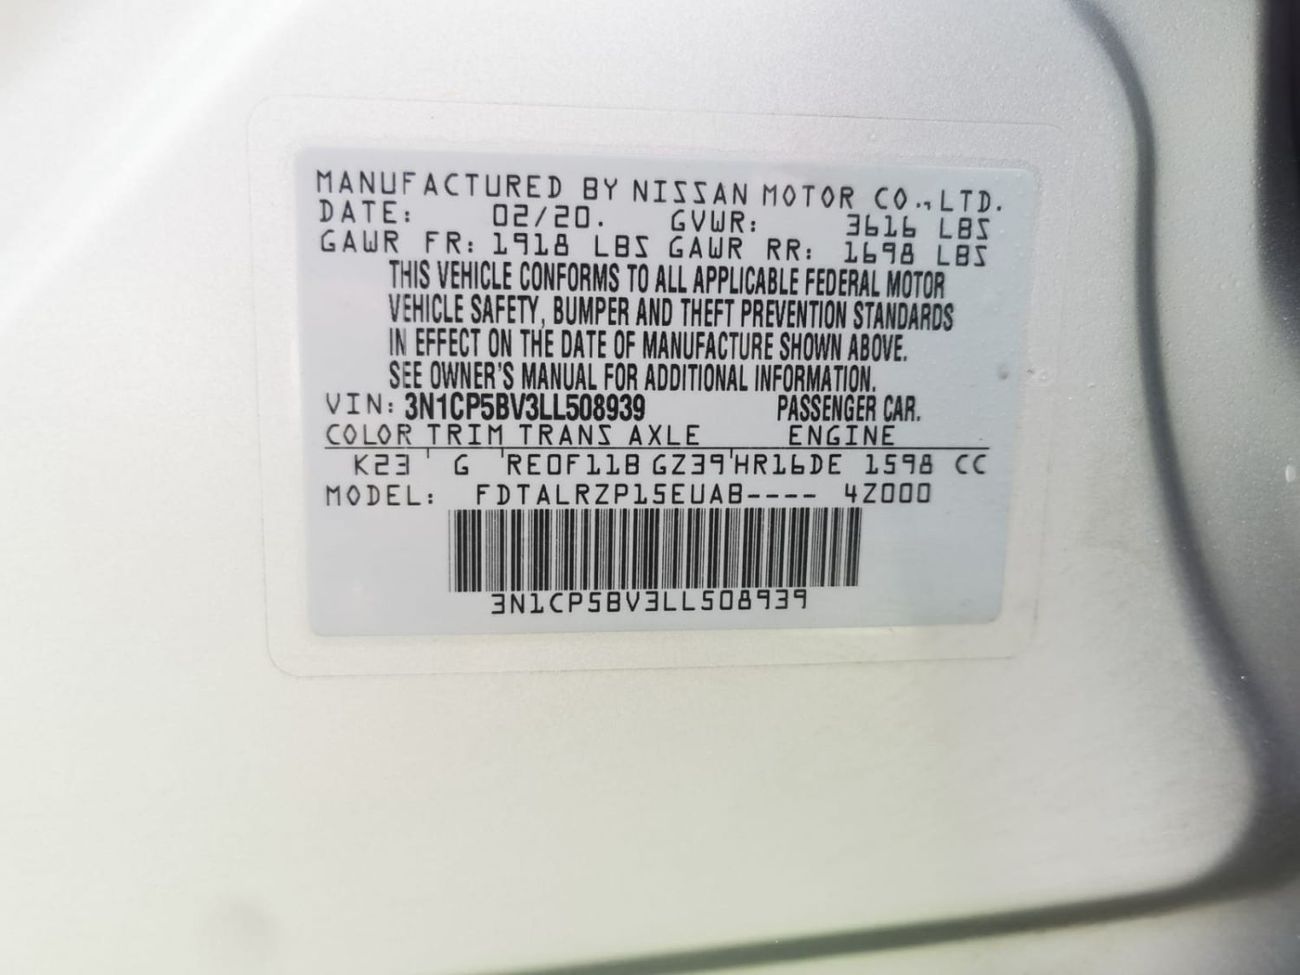 MANUFACTURED BY NISSAN MOTOR CO., LTD.
DATE: 02/20. GVWR: 3616 LBS
GAWR FR: 1918 LBS GAWR RR: 1698 LBS
THIS VEHICLE CONFORMS TO ALL APPLICABLE FEDERAL MOTOR
VEHICLE SAFETY, BUMPER AND THEFT PREVENTION STANDARDS
IN EFFECT ON THE DATE OF MANUFACTURE SHOWN ABOVE.
SEE OWNER'S MANUAL FOR ADDITIONAL INFORMATION.
VIN: 3N1CP5BV3LL508939 PASSENGER CAR.
COLOR TRIM TRANS AXLE ENGINE
K23 ' G 'RE0F11B GZ39'HR16DE 1598 CC
MODEL: FDTALRZP15EUAB---- 4Z000
3N1CP5BV3LL508939